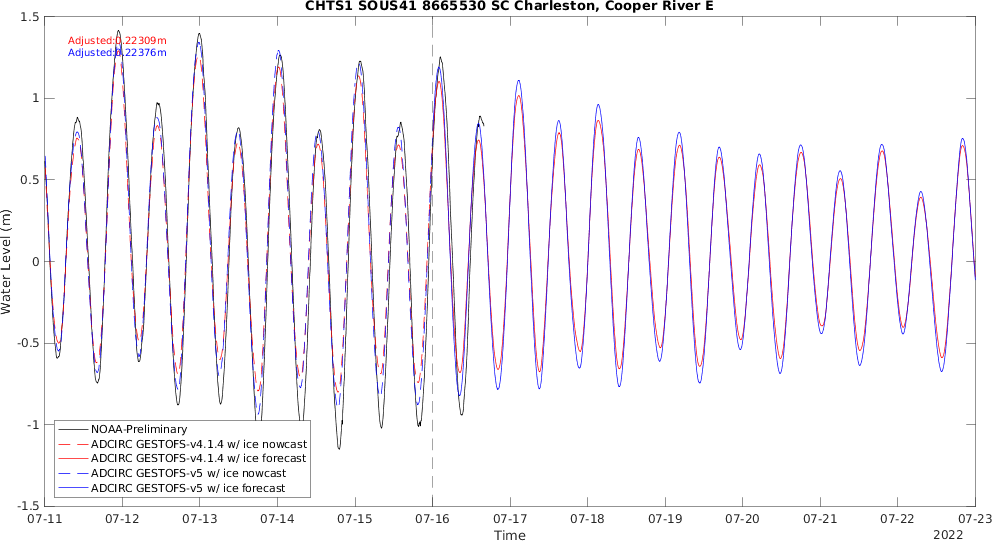 CHTS1 SOUS41 8665530 SC Charleston, Cooper River E
Adjusted:0.22309m
Adjusted:0.22376m
1.5
1
0.5
0
-0.5
-1
-1.5
Water Level (m)
NOAA-Preliminary
ADCIRC GESTOFS-v4.1.4 w/ ice nowcast
ADCIRC GESTOFS-v4.1.4 w/ ice forecast
ADCIRC GESTOFS-v5 w/ ice nowcast
ADCIRC GESTOFS-v5 w/ ice forecast
07-11 07-12 07-13 07-14 07-15 07-16 07-17 07-18 07-19 07-20 07-21 07-22 07-23
Time
2022